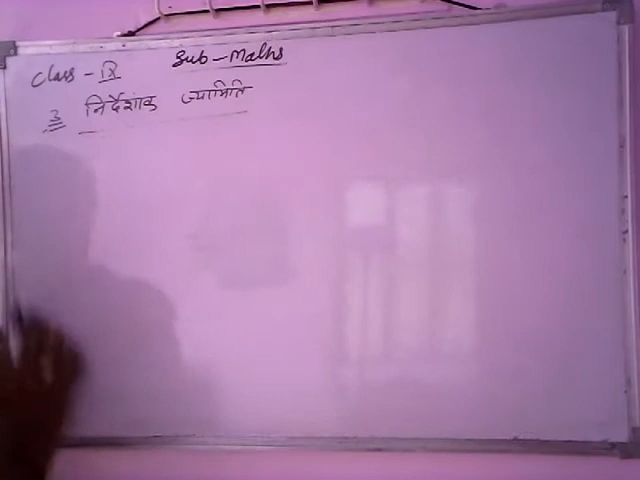 Class - IX Sub - Maths
3 निर्देशांक ज्यामिति